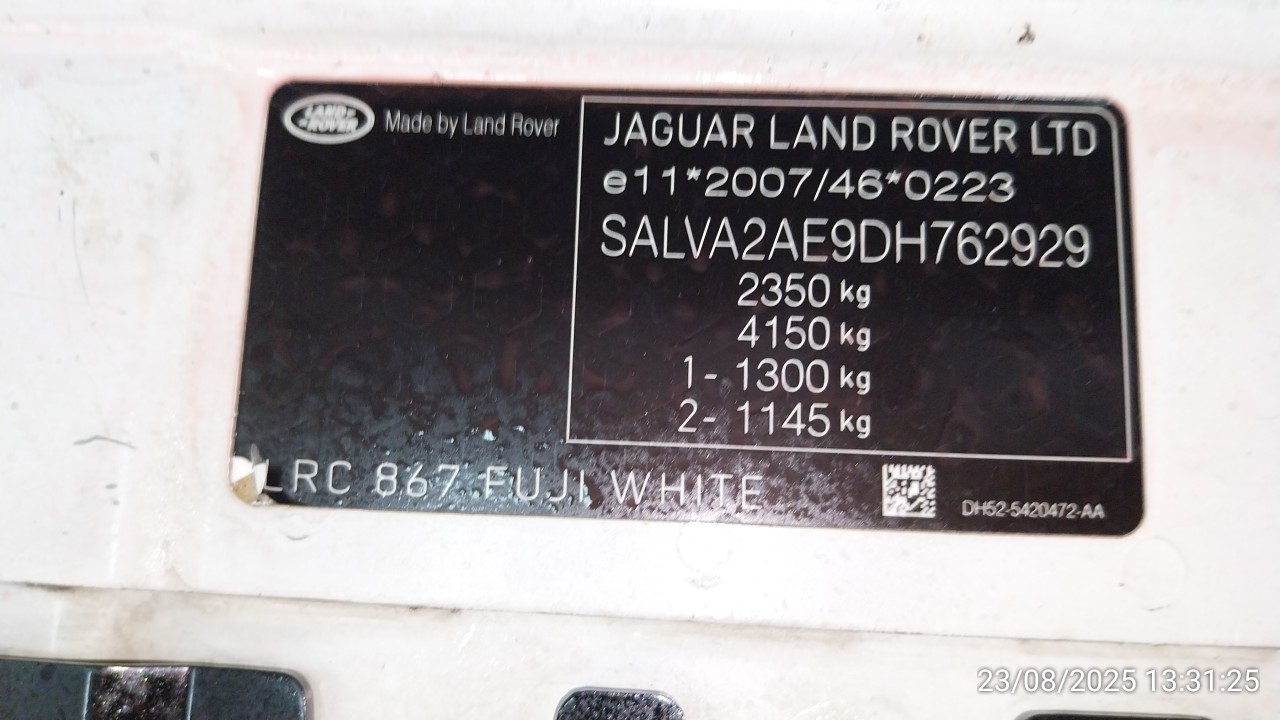 LAND ROVER
Made by Land Rover
JAGUAR LAND ROVER LTD
e11*2007/46*0223
SALVA2AE9DH762929
2350 kg
4150 kg
1- 1300 kg
2- 1145 kg
LRC 867 FUJI WHITE
DH52-5420472-AA
23/08/2025 13:31:25